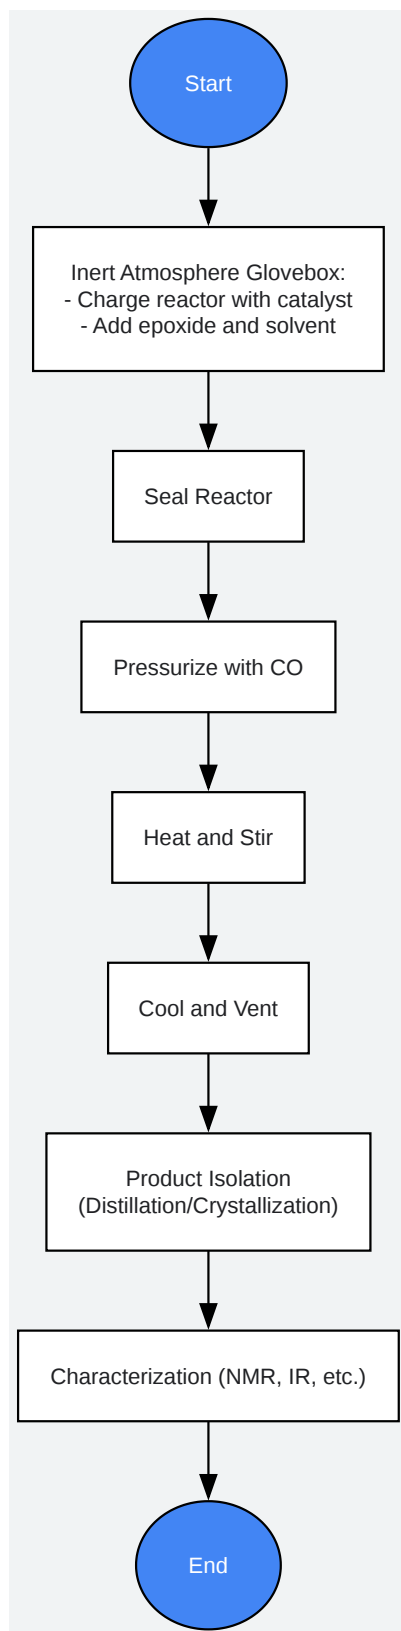 Start
Inert Atmosphere Glovebox:
- Charge reactor with catalyst
- Add epoxide and solvent
Seal Reactor
Pressurize with CO
Heat and Stir
Cool and Vent
Product Isolation
(Distillation/Crystallization)
Characterization (NMR, IR, etc.)
End